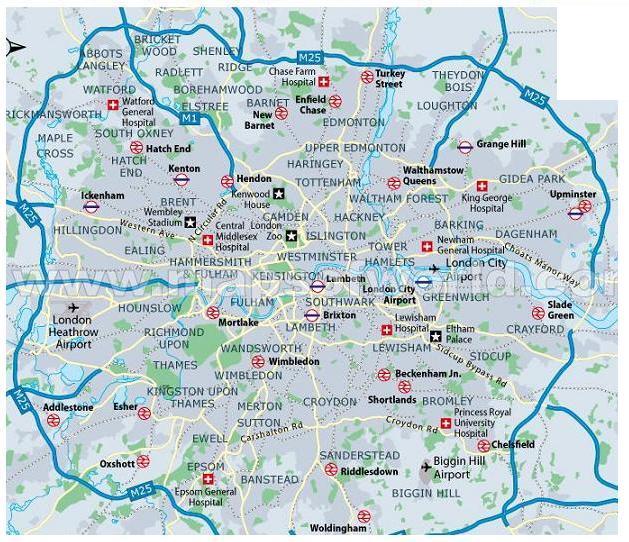 BRICKET
WOOD
SHENLEY
M25
ABBOTS
LANGLEY
RADLETT
RIDGE
Chase Farm
Hospital
Turkey
Street
THEYDON
BOIS
WATFORD
BOREHAMWOOD
M25
Watford
General
Hospital
ELSTREE
BARNET
Enfield
Chase
LOUGHTON
RICKMANSWORTH
M1
New
Barnet
EDMONTON
SOUTH OXNEY
MAPLE
CROSS
Hatch End
UPPER EDMONTON
Grange Hill
HATCH
END
Kenton
Hendon
HARINGEY
Walthamstow
Queens
GIDEA PARK
TOTTENHAM
Ickenham
Kenwood
House
WALTHAM FOREST
King George
Hospital
Upminster
BRENT
N Circular Rd
M25
Wembley
Stadium
CAMDEN
HACKNEY
Western Ave
Central
Middlesex
Hospital
London
Zoo
ISLINGTON
BARKING
DAGENHAM
HILLINGDON
EALING
TOWER
HAMLETS
Newham
General Hospital
Choats Manor Way
WESTMINSTER
HAMMERSMITH
& FULHAM
KENSINGTON
London City
Airport
www.mapsofworld.com
Lambeth
London City
Airport
HOUNSLOW
FULHAM
SOUTHWARK
GREENWICH
Slade
Green
London
Heathrow
Airport
Mortlake
Brixton
RICHMOND
UPON
THAMES
LAMBETH
Lewisham
Hospital
Eltham
Palace
CRAYFORD
WANDSWORTH
LEWISHAM
Sidcup Bypass Rd
SIDCUP
Wimbledon
WIMBLEDON
Beckenham Jn.
M25
KINGSTON UPON
THAMES
Shortlands
Addlestone
Esher
MERTON
CROYDON
BROMLEY
SUTTON
Croydon Rd
Princess Royal
University
Hospital
EWELL
Carshalton Rd
Chelsfield
Oxshott
EPSOM
SANDERSTEAD
Riddlesdown
Biggin Hill
Airport
M25
Epsom General
Hospital
BANSTEAD
BIGGIN HILL
Woldingham